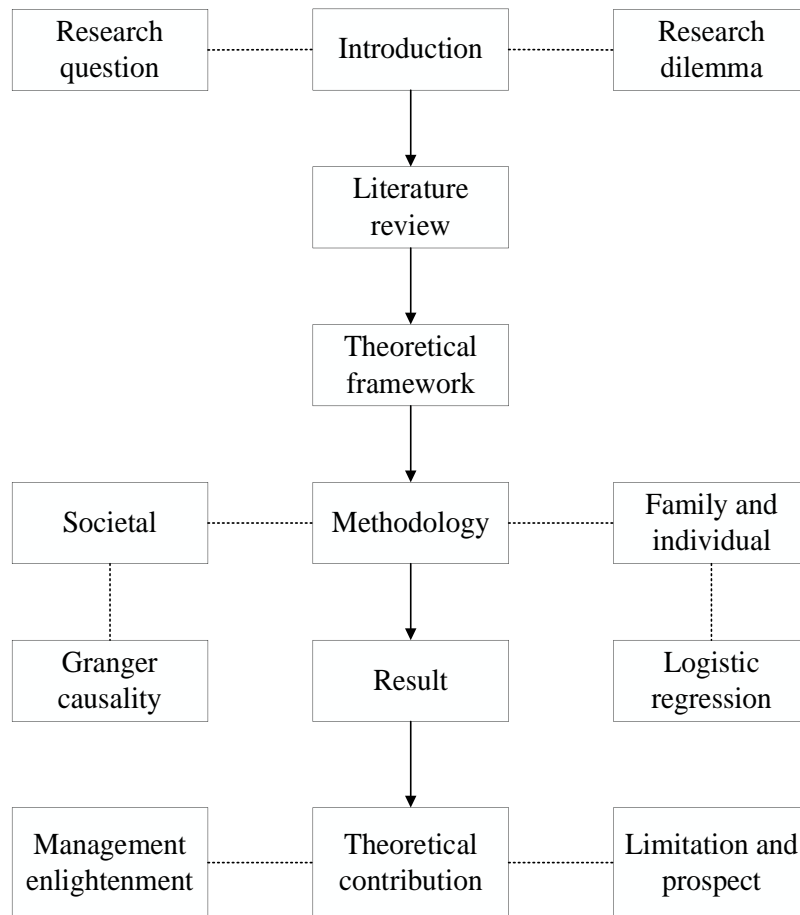 Research
question
Introduction
Research
dilemma
Literature
review
Theoretical
framework
Societal
Methodology
Family and
individual
Granger
causality
Result
Logistic
regression
Management
enlightenment
Theoretical
contribution
Limitation and
prospect